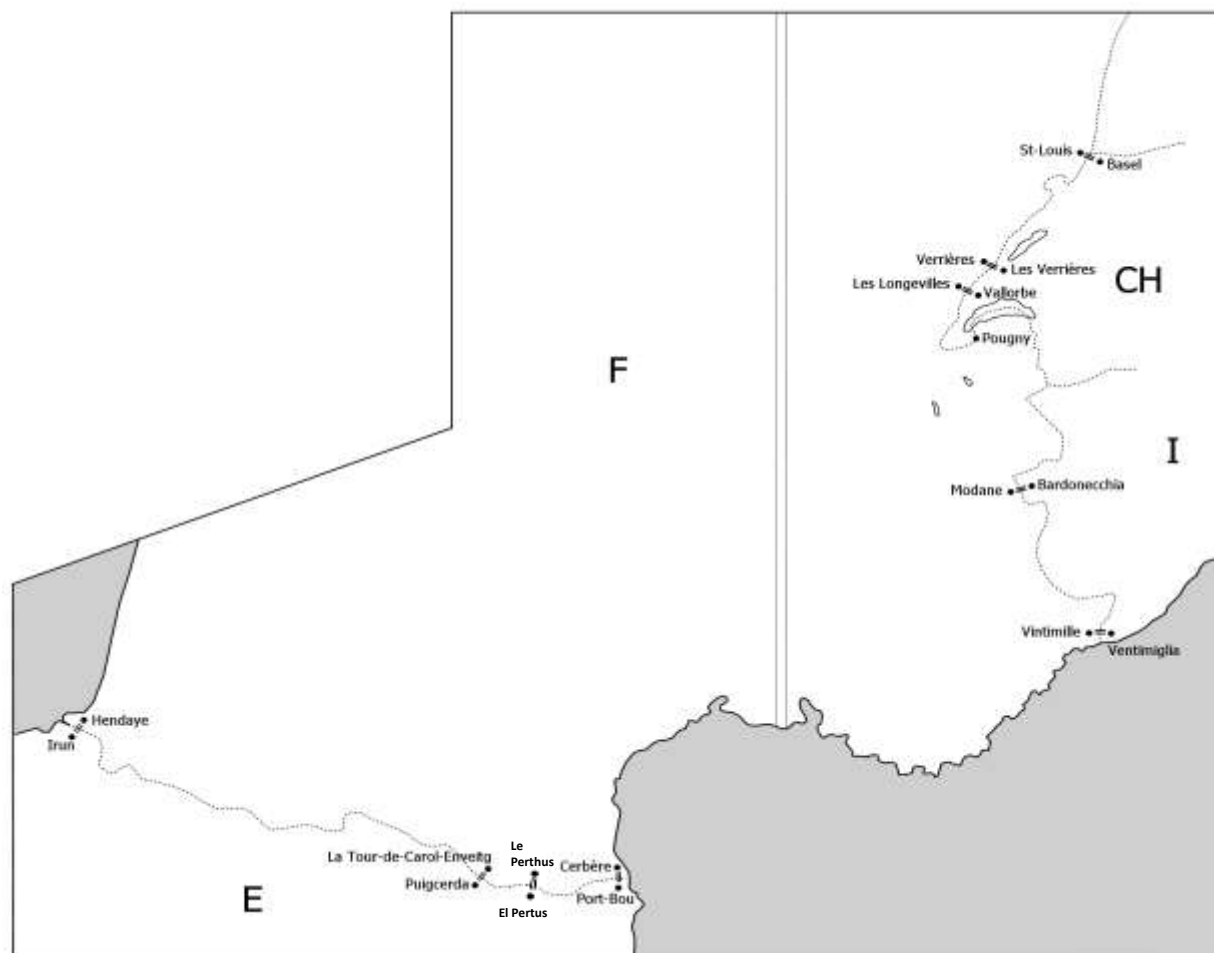 St-Louis
Basel
Verrières
Les Verrières
CH
Les Longevilles
Vallorbe
Pougny
F
I
Modane
Bardonecchia
Vintimille
Ventimiglia
Hendaye
Irun
Le
Perthus
La Tour-de-Carol-Enveitg
Cerbère
Puigcerda
Port-Bou
E
El Pertus